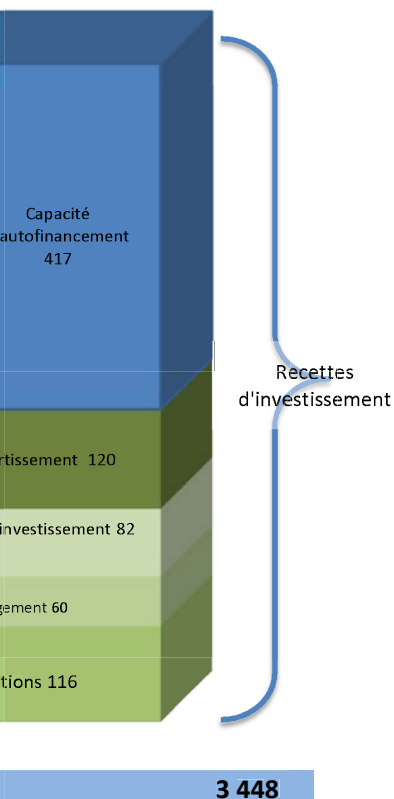 Capacité
autofinancement
417
Recettes
d'investissement
rtissement 120
investissement 82
gement 60
tions 116
3 448